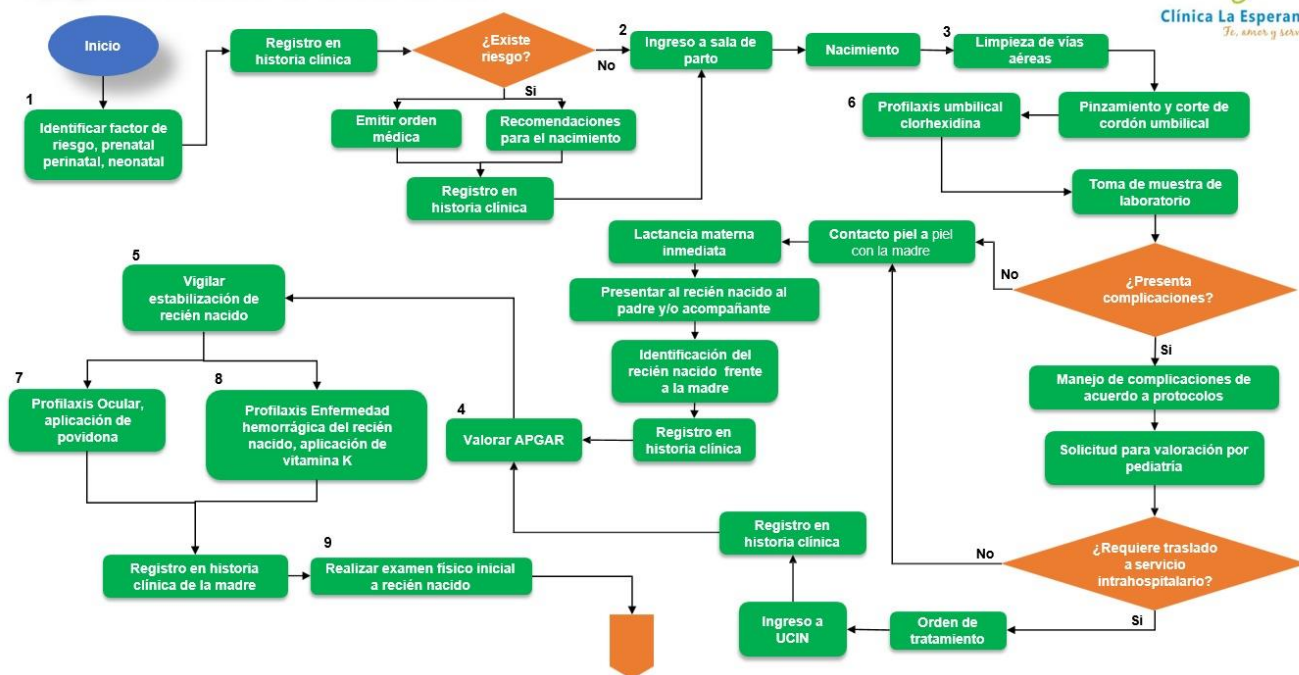 Clínica La Esperan
Fe, amor y serv
Inicio
1
Identificar factor de
riesgo, prenatal
perinatal, neonatal
Registro en
historia clínica
¿Existe
riesgo?
No
Si
Emitir orden
médica
Recomendaciones
para el nacimiento
Registro en
historia clínica
2
Ingreso a sala de
parto
Nacimiento
3
Limpieza de vías
aéreas
Pinzamiento y corte de
cordón umbilical
6
Profilaxis umbilical
clorhexidina
Toma de muestra de
laboratorio
¿Presenta
complicaciones?
No
Si
Contacto piel a piel
con la madre
Lactancia materna
inmediata
Presentar al recién nacido al
padre y/o acompañante
Identificación del
recién nacido frente
a la madre
Registro en
historia clínica
Manejo de complicaciones de
acuerdo a protocolos
Solicitud para valoración por
pediatría
¿Requiere traslado
a servicio
intrahospitalario?
No
Si
Orden de
tratamiento
Ingreso a
UCIN
Registro en
historia clínica
4
Valorar APGAR
5
Vigilar
estabilización de
recién nacido
7
Profilaxis Ocular,
aplicación de
povidona
8
Profilaxis Enfermedad
hemorrágica del recién
nacido, aplicación de
vitamina K
Registro en historia
clínica de la madre
9
Realizar examen físico inicial
a recién nacido